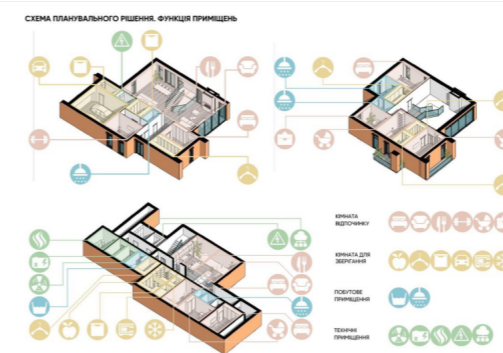 СХЕМА ПЛАНУВАЛЬНОГО РІШЕННЯ. ФУНКЦІЯ ПРИМІЩЕНЬ
КІМНАТА
ВІДПОЧИНКУ
КІМНАТА ДЛЯ
ЗБЕРІГАННЯ
ПОБУТОВЕ
ПРИМІЩЕННЯ
ТЕХНІЧНІ
ПРИМІЩЕННЯ